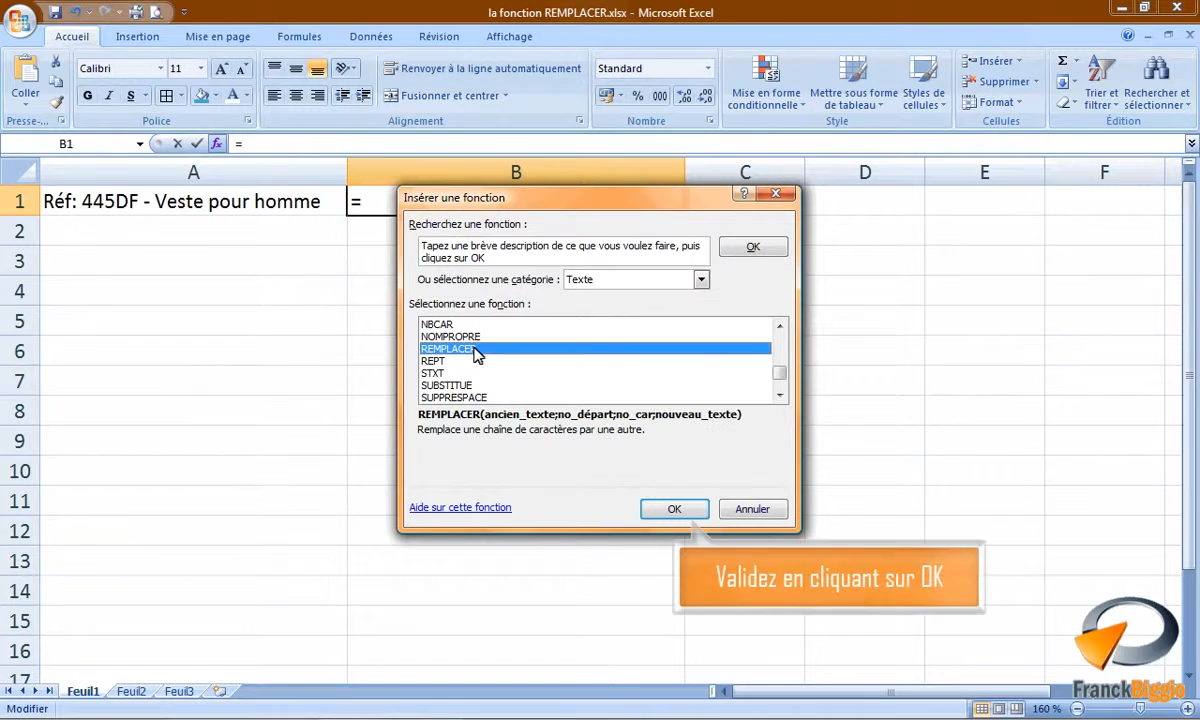 la fonction REMPLACER.xlsx - Microsoft Excel
Accueil Insertion Mise en page Formules Données Révision Affichage
Coller
Calibri 11
G I S
Renvoyer à la ligne automatiquement
Fusionner et centrer
Standard
% 000
Mise en forme conditionnelle
Mettre sous forme de tableau
Styles de cellules
Insérer
Supprimer
Format
Trier et filtrer
Rechercher et sélectionner
Presse-... Police Alignement Nombre Style Cellules Édition
B1 fx =
A B C D E F
1 Réf: 445DF - Veste pour homme =
2
3
4
5
6
7
8
9
10
11
12
13
14
15
16
17
Insérer une fonction
Recherchez une fonction :
Tapez une brève description de ce que vous voulez faire, puis
cliquez sur OK
OK
Ou sélectionnez une catégorie : Texte
Sélectionnez une fonction :
NBCAR
NOMPROPRE
REMPLACER
REPT
STXT
SUBSTITUE
SUPPRESPACE
REMPLACER(ancien_texte;no_départ;no_car;nouveau_texte)
Remplace une chaîne de caractères par une autre.
Aide sur cette fonction
OK Annuler
Validez en cliquant sur OK
FranckBiggio
Feuil1 Feuil2 Feuil3
Modifier 160 %